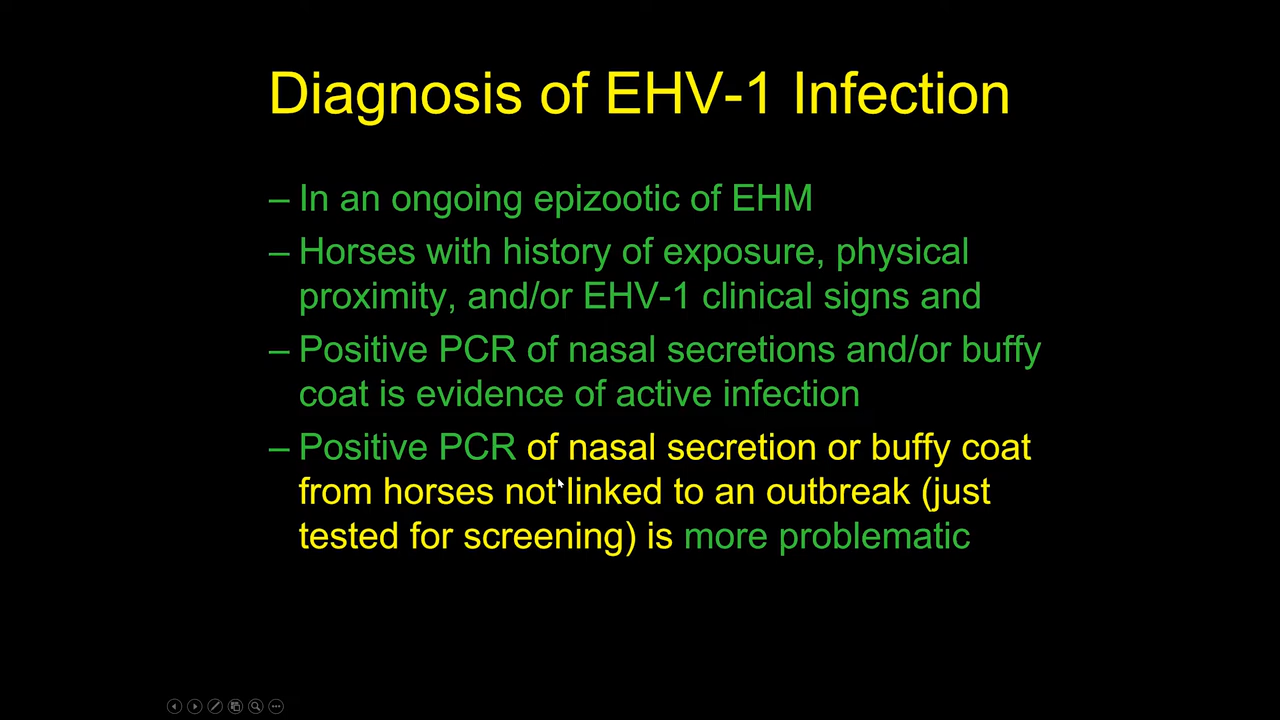 Diagnosis of EHV-1 Infection
– In an ongoing epizootic of EHM
– Horses with history of exposure, physical
proximity, and/or EHV-1 clinical signs and
– Positive PCR of nasal secretions and/or buffy
coat is evidence of active infection
– Positive PCR of nasal secretion or buffy coat
from horses not linked to an outbreak (just
tested for screening) is more problematic